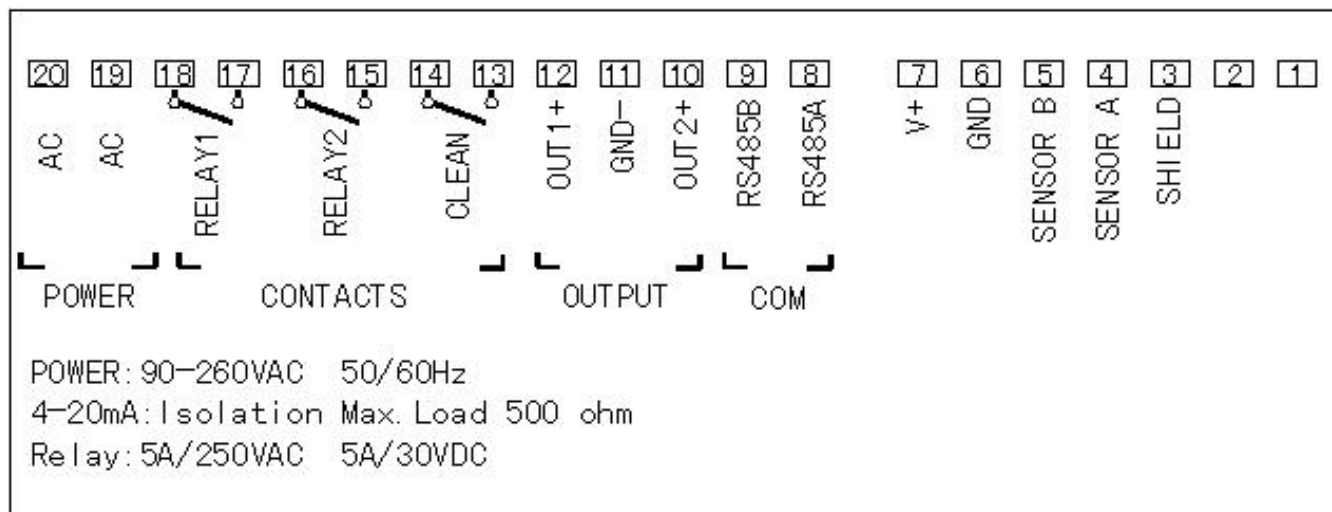 20 19 18 17 16 15 14 13 12 11 10 9 8 7 6 5 4 3 2 1
AC
AC
RELAY1
RELAY2
CLEAN
OUT1+
GND-
OUT2+
RS485B
RS485A
V+
GND
SENSOR B
SENSOR A
SHIELD
POWER CONTACTS OUTPUT COM
POWER:90-260VAC 50/60Hz
4-20mA:Isolation Max.Load 500 ohm
Relay:5A/250VAC 5A/30VDC